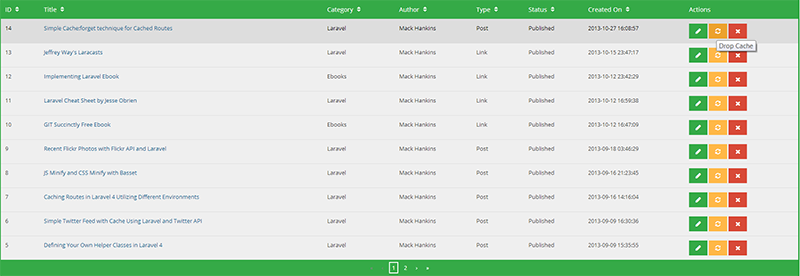 ID Title Category Author Type Status Created On Actions
14 Simple Cache:forget technique for Cached Routes Laravel Mack Hankins Post Published 2013-10-27 16:08:57
Drop Cache
13 Jeffrey Way's Laracasts Laravel Mack Hankins Link Published 2013-10-15 23:47:17
12 Implementing Laravel Ebook Ebooks Mack Hankins Link Published 2013-10-12 23:42:29
11 Laravel Cheat Sheet by Jesse Obrien Laravel Mack Hankins Link Published 2013-10-12 16:59:38
10 GIT Succinctly Free Ebook Ebooks Mack Hankins Link Published 2013-10-12 16:47:09
9 Recent Flickr Photos with Flickr API and Laravel Laravel Mack Hankins Post Published 2013-09-18 03:46:29
8 JS Minify and CSS Minify with Basset Laravel Mack Hankins Post Published 2013-09-16 21:23:45
7 Caching Routes in Laravel 4 Utilizing Different Environments Laravel Mack Hankins Post Published 2013-09-16 14:16:04
6 Simple Twitter Feed with Cache Using Laravel and Twitter API Laravel Mack Hankins Post Published 2013-09-09 16:30:36
5 Defining Your Own Helper Classes in Laravel 4 Laravel Mack Hankins Post Published 2013-09-09 15:35:55
1 2 › »